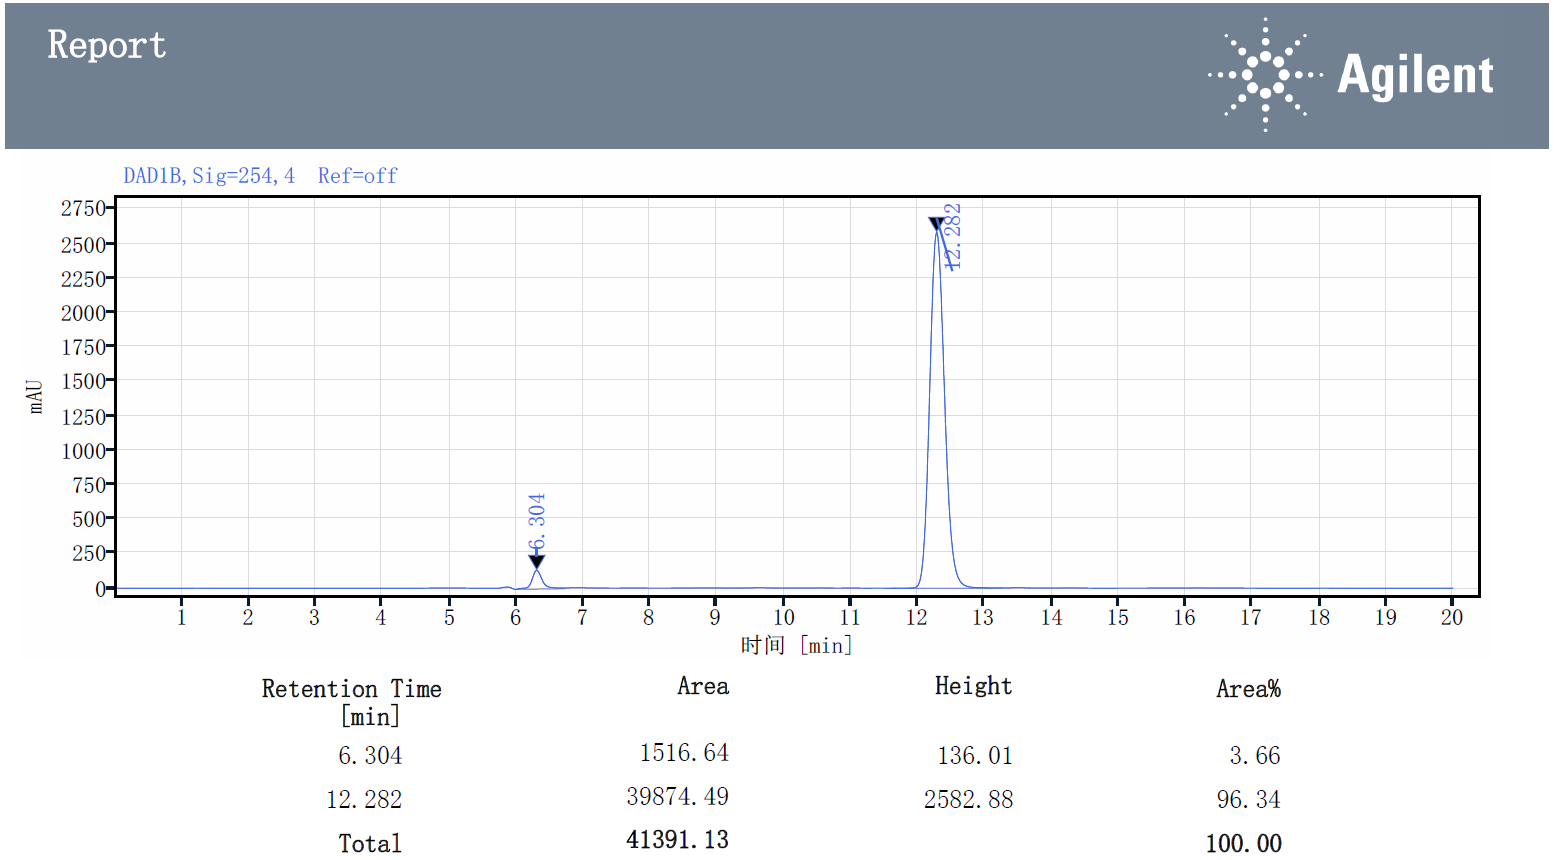 Report
Agilent
DAD1B,Sig=254,4  Ref=off
2750
2500
2250
2000
1750
1500
1250
1000
750
500
250
0
mAU
6.304
12.282
1 2 3 4 5 6 7 8 9 10 11 12 13 14 15 16 17 18 19 20
时间 [min]
Retention Time [min] Area Height Area%
6.304 1516.64 136.01 3.66
12.282 39874.49 2582.88 96.34
Total 41391.13 100.00